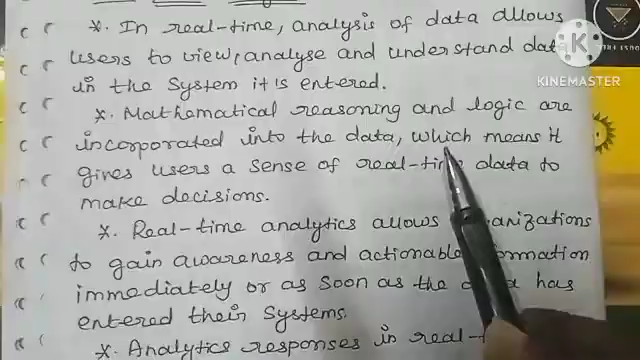 *. In real-time, analysis of data allows
users to view, analyse and understand data
in the System it is entered.
*. Mathematical reasoning and logic are
incorporated into the data, which means it
gives users a sense of real-time data to
make decisions.
*. Real-time analytics allows
to gain awareness and actionable
immediately or as soon as the has
entered their Systems.
*. Analytics responses in real-
KINEMASTER